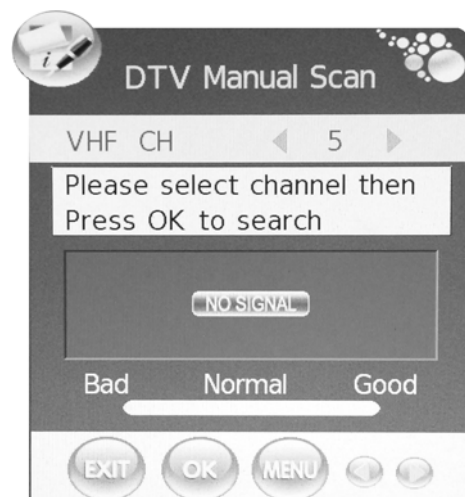 DTV Manual Scan
VHF CH 5
Please select channel then
Press OK to search
NO SIGNAL
Bad Normal Good
EXIT OK MENU